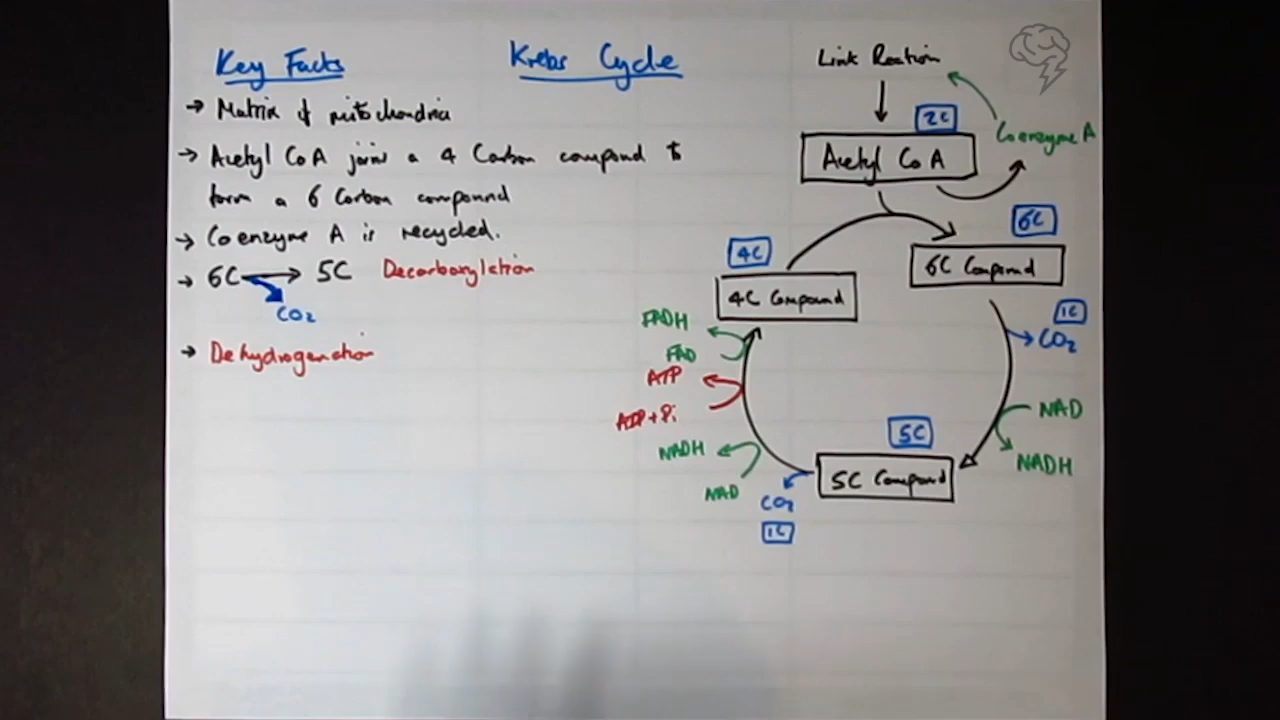 Key Facts
→ Matrix of mitochondria
→ Acetyl CoA joins a 4 Carbon compound to
form a 6 Carbon compound
→ Coenzyme A is recycled.
→ 6C → 5C Decarboxylation
CO2
→ Dehydrogenation
Krebs Cycle
Link Reaction
2C
Coenzyme A
Acetyl CoA
6C
4C
6C Compound
4C Compound
1C
CO2
FADH
FAD
ATP
ADP+Pi
NAD
NADH
5C
5C Compound
NADH
NAD
CO2
1C